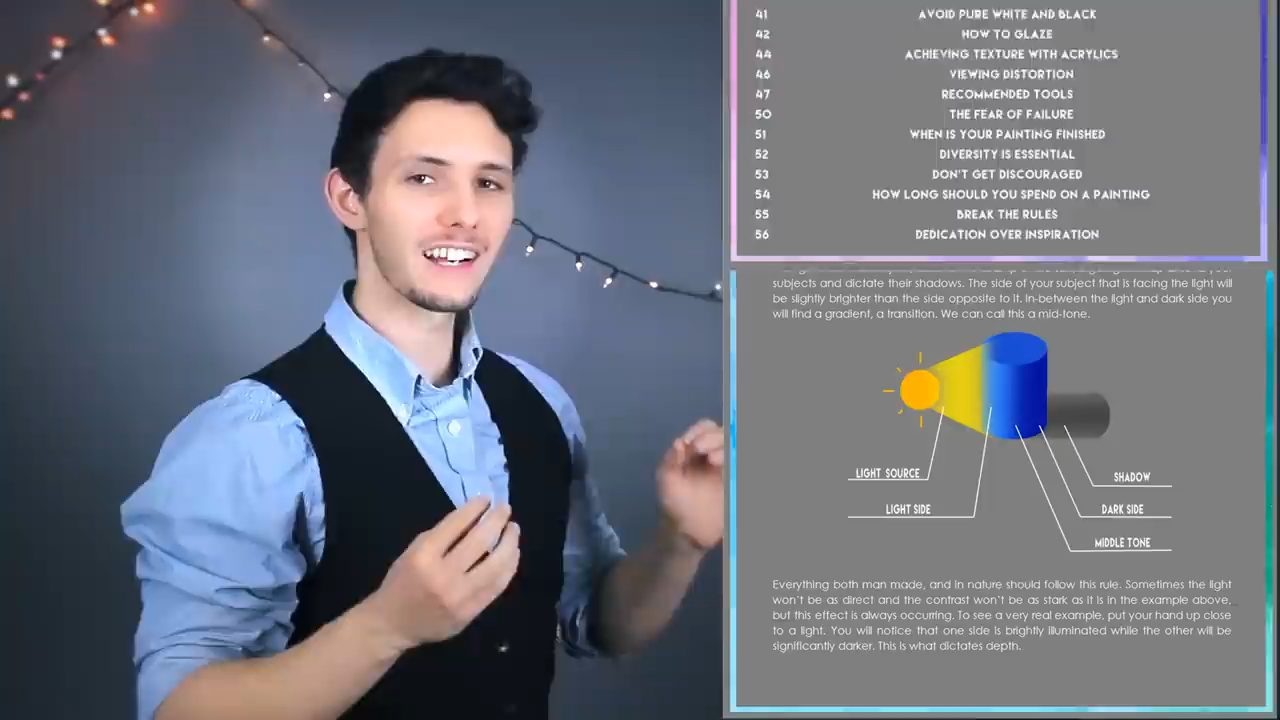 41 AVOID PURE WHITE AND BLACK
42 HOW TO GLAZE
44 ACHIEVING TEXTURE WITH ACRYLICS
46 VIEWING DISTORTION
47 RECOMMENDED TOOLS
50 THE FEAR OF FAILURE
51 WHEN IS YOUR PAINTING FINISHED
52 DIVERSITY IS ESSENTIAL
53 DON'T GET DISCOURAGED
54 HOW LONG SHOULD YOU SPEND ON A PAINTING
55 BREAK THE RULES
56 DEDICATION OVER INSPIRATION
subjects and dictate their shadows. The side of your subject that is facing the light will
be slightly brighter than the side opposite to it. In-between the light and dark side you
will find a gradient, a transition. We can call this a mid-tone.
LIGHT SOURCE
SHADOW
LIGHT SIDE
DARK SIDE
MIDDLE TONE
Everything both man made, and in nature should follow this rule. Sometimes the light
won't be as direct and the contrast won't be as stark as it is in the example above,
but this effect is always occurring. To see a very real example, put your hand up close
to a light. You will notice that one side is brightly illuminated while the other will be
significantly darker. This is what dictates depth.